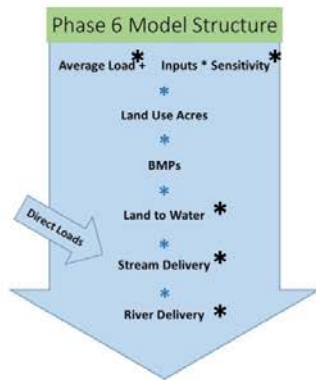 Phase 6 Model Structure
Average Load* + Inputs * Sensitivity*
*
Land Use Acres
*
BMPs
*
Land to Water *
Direct Loads
*
Stream Delivery *
*
River Delivery *